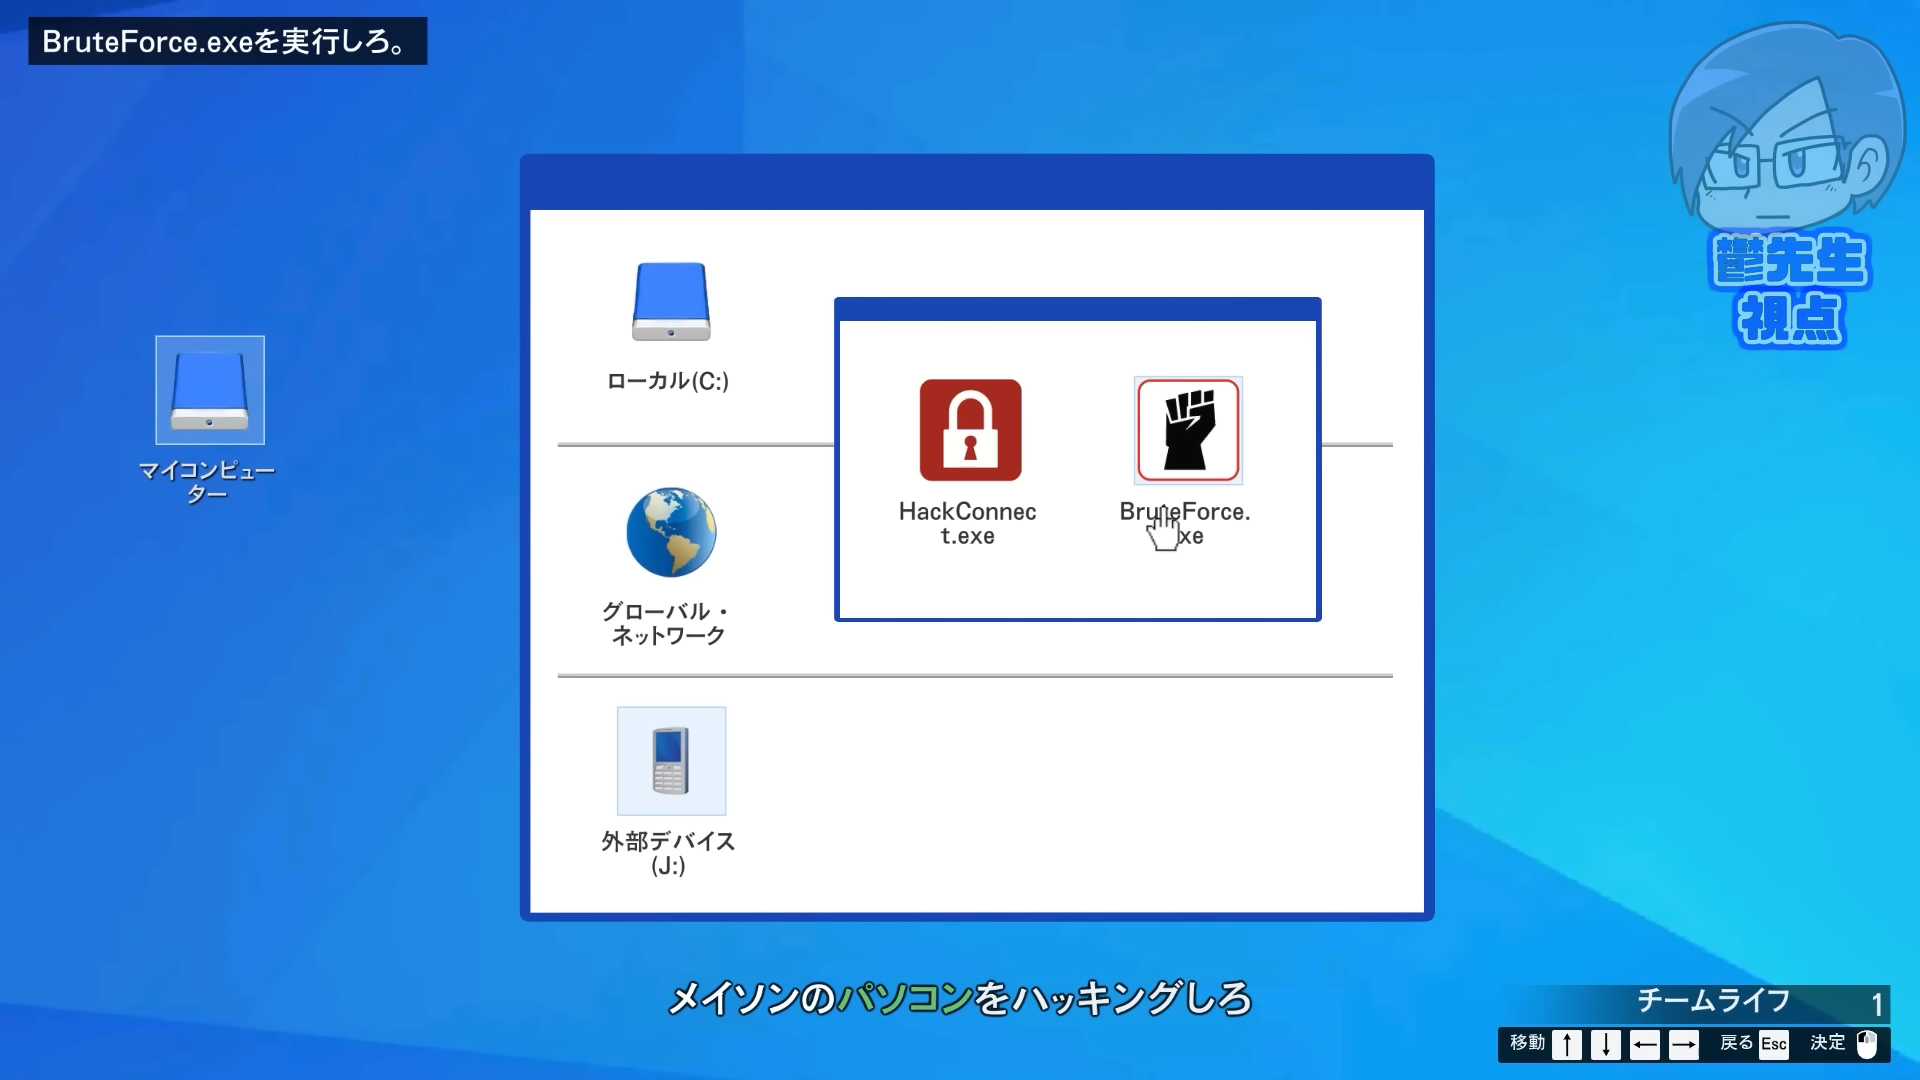 BruteForce.exeを実行しろ。
鬱先生
視点
マイコンピュー
ター
ローカル(C:)
HackConnec
t.exe
BruteForce.
xe
グローバル・
ネットワーク
外部デバイス
(J:)
メイソンのパソコンをハッキングしろ
チームライフ 1
移動 ↑ ↓ ← → 戻る Esc 決定